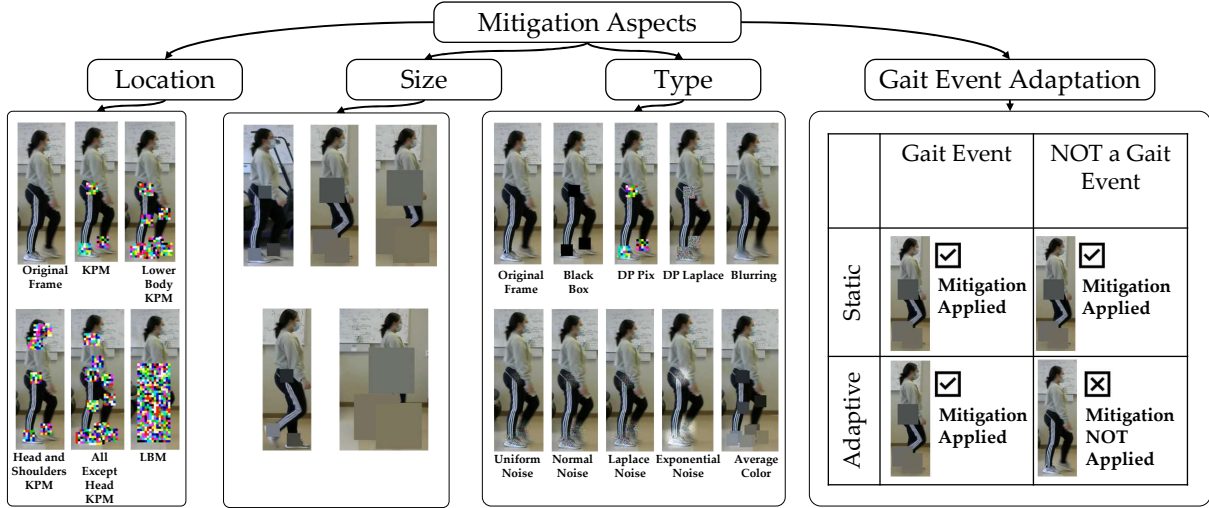 Mitigation Aspects
Location
Size
Type
Gait Event Adaptation
Original
Frame
KPM
Lower
Body
KPM
Head and
Shoulders
KPM
All
Except
Head
KPM
LBM
Original
Frame
Black
Box
DP Pix
DP Laplace
Blurring
Uniform
Noise
Normal
Noise
Laplace
Noise
Exponential
Noise
Average
Color
Gait Event
NOT a Gait
Event
Static
Mitigation
Applied
Mitigation
Applied
Adaptive
Mitigation
Applied
Mitigation
NOT
Applied